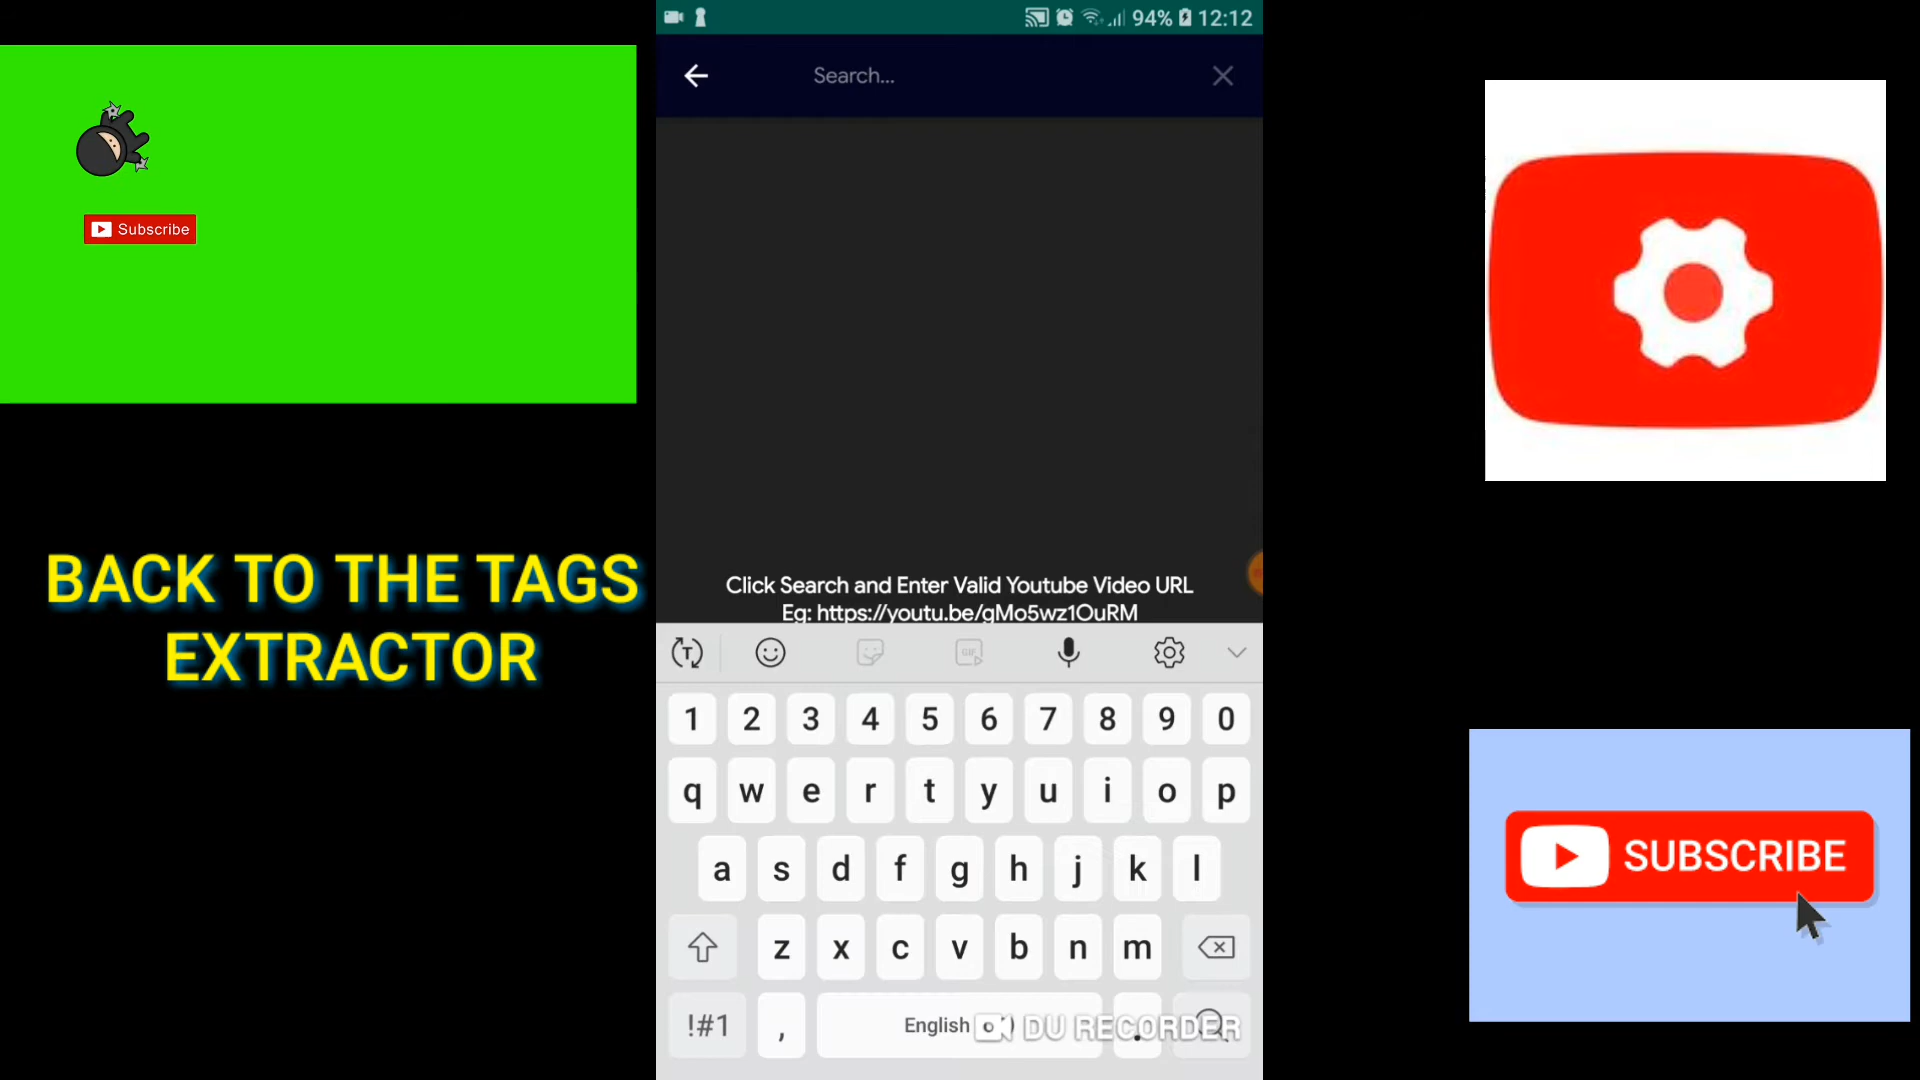 94% 12:12
Search...
Subscribe
BACK TO THE TAGS
EXTRACTOR
Click Search and Enter Valid Youtube Video URL
Eg: https://youtu.be/gMo5wz1OuRM
T
GIF
1 2 3 4 5 6 7 8 9 0
q w e r t y u i o p
a s d f g h j k l
z x c v b n m
!#1 , English .
DU RECORDER
SUBSCRIBE